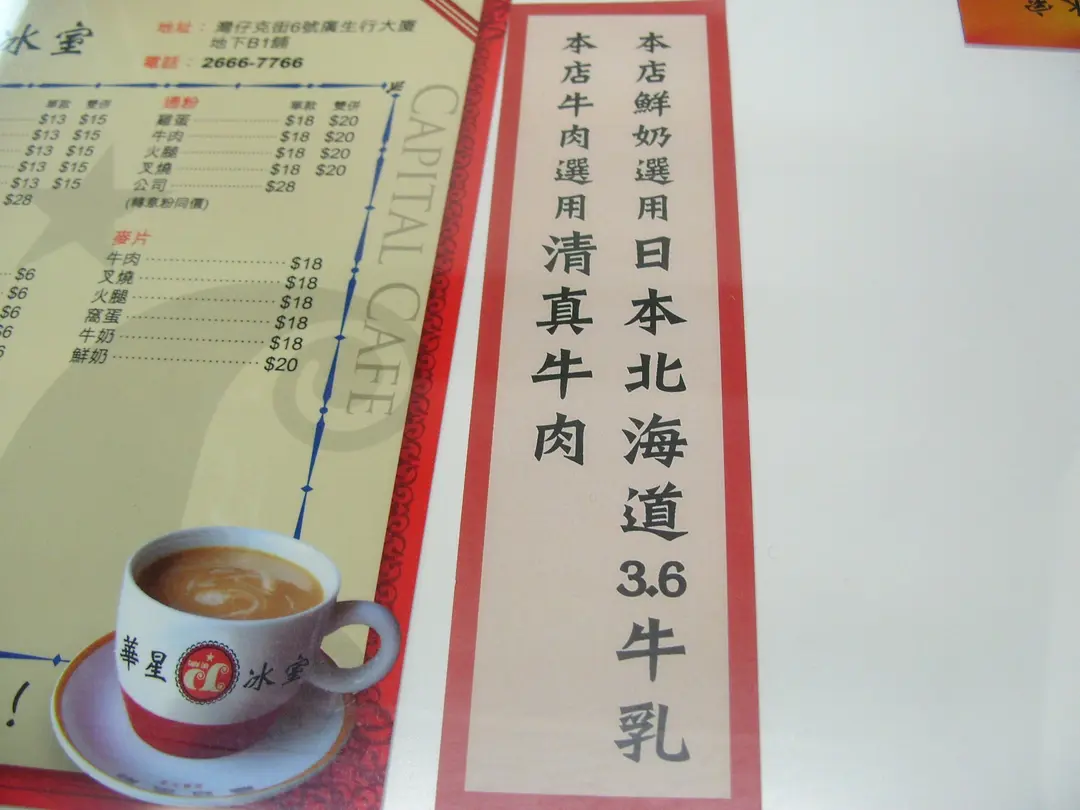 冰室
地址：灣仔克街6號廣生行大廈
地下B1舖
電話：2666-7766
單款 雙併
$13 $15
$13 $15
$13 $15
$13 $15
$13 $15
$28
通粉 單款 雙併
雞蛋 $18 $20
牛肉 $18 $20
火腿 $18 $20
叉燒 $18 $20
公司 $28
(轉意粉同價)
麥片
牛肉 $18
叉燒 $18
火腿 $18
窩蛋 $18
牛奶 $18
鮮奶 $20
$6
$6
$6
CAPITAL CAFE
華星冰室
!
本店鮮奶選用日本北海道3.6牛乳
本店牛肉選用清真牛肉